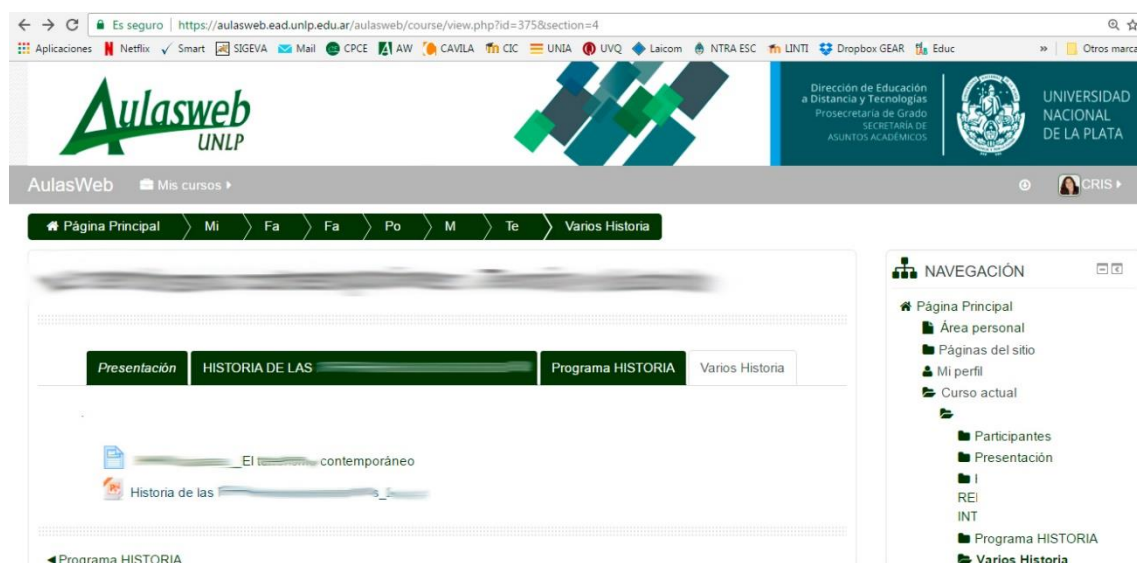 Es seguro | https://aulasweb.ead.unlp.edu.ar/aulasweb/course/view.php?id=375&section=4
Aplicaciones Netflix Smart SIGEVA Mail CPCE AW CAVILA CIC UNIA UVQ Laicom NTRA ESC LINTI Dropbox GEAR Educ » Otros marca
Aulasweb
UNLP
Dirección de Educación
a Distancia y Tecnologías
Prosecretaría de Grado
SECRETARÍA DE
ASUNTOS ACADÉMICOS
UNIVERSIDAD
NACIONAL
DE LA PLATA
AulasWeb Mis cursos CRIS
Página Principal Mi Fa Fa Po M Te Varios Historia
Presentación HISTORIA DE LAS Programa HISTORIA Varios Historia
_El contemporáneo
Historia de las
Programa HISTORIA
NAVEGACIÓN
Página Principal
Área personal
Páginas del sitio
Mi perfil
Curso actual
Participantes
Presentación
I
REI
INT
Programa HISTORIA
Varios Historia